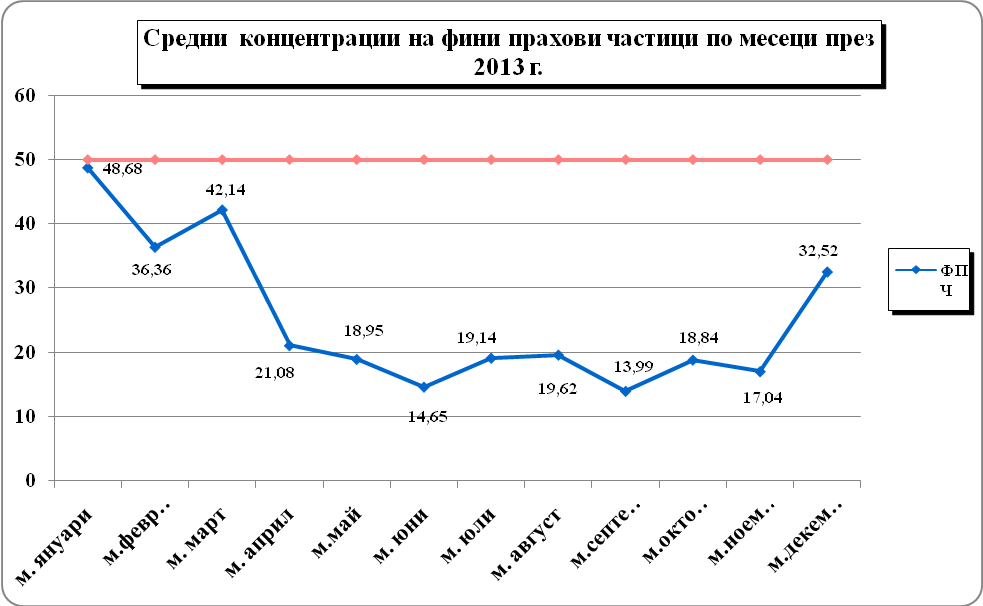 Средни концентрации на фини прахови частици по месеци през
2013 г.
60
50
40
30
20
10
0
48,68
36,36
42,14
21,08
18,95
14,65
19,14
19,62
13,99
18,84
17,04
32,52
м. януари
м.февр..
м. март
м. април
м.май
м. юни
м. юли
м. август
м.септе..
м.окто..
м.ноем..
м.декем..
ФП
Ч